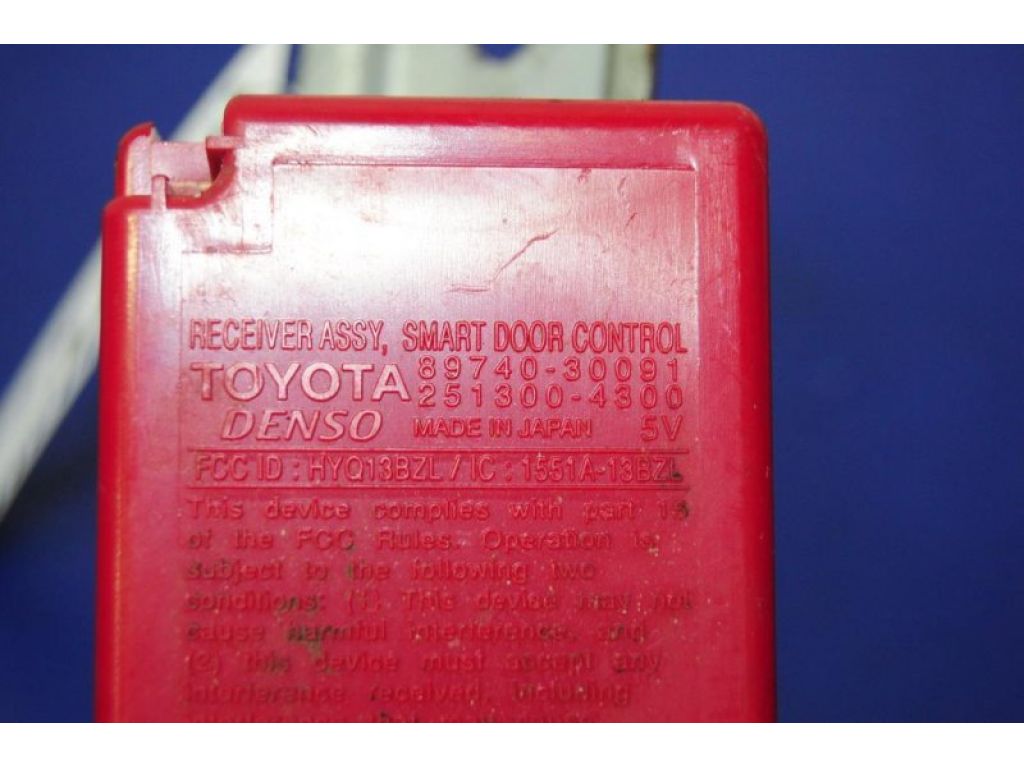 RECEIVER ASSY, SMART DOOR CONTROL
TOYOTA 89740-30091
251300-4300
DENSO MADE IN JAPAN 5V
FCC ID : HYQ13BZL / IC : 1551A-13BZL
This device complies with part 15
of the FCC Rules. Operation is
subject to the following two
conditions: (1) This device may not
cause harmful interference, and
(2) this device must accept any
interference received, including